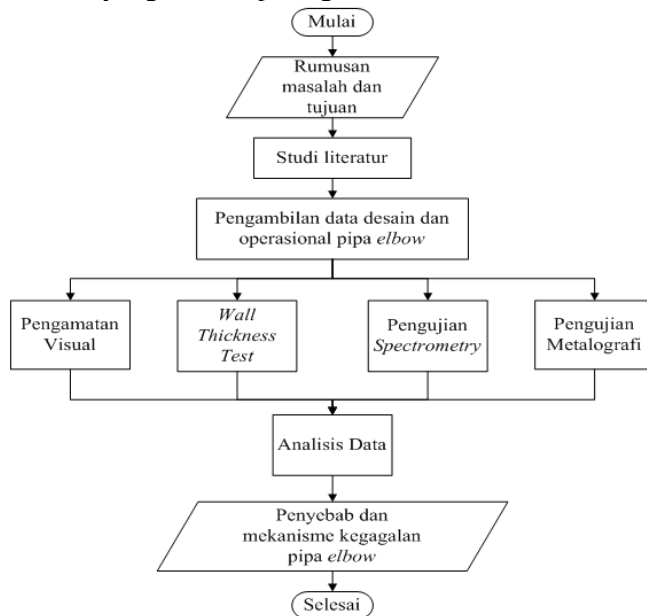 Mulai
Rumusan
masalah dan
tujuan
Studi literatur
Pengambilan data desain dan
operasional pipa elbow
Pengamatan
Visual
Wall
Thickness
Test
Pengujian
Spectrometry
Pengujian
Metalografi
Analisis Data
Penyebab dan
mekanisme kegagalan
pipa elbow
Selesai